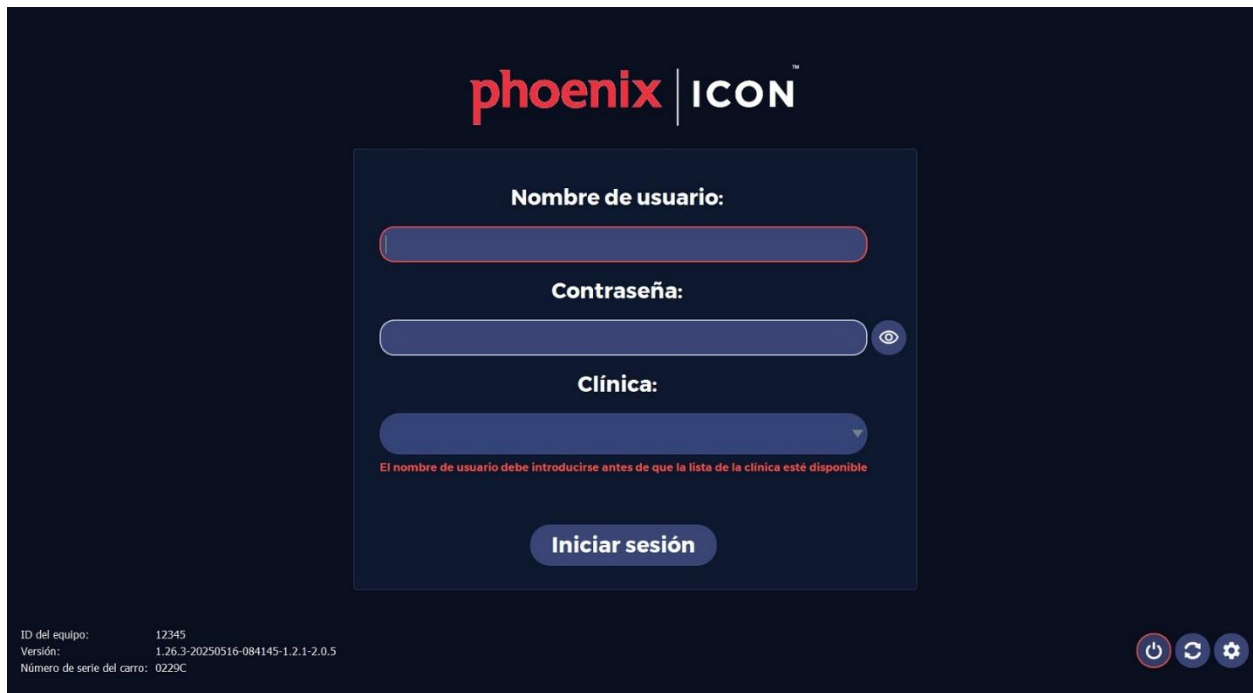 phoenix | ICON™
Nombre de usuario:
Contraseña:
Clínica:
El nombre de usuario debe introducirse antes de que la lista de la clínica esté disponible
Iniciar sesión
ID del equipo: 12345
Versión: 1.26.3-20250516-084145-1.2.1-2.0.5
Número de serie del carro: 0229C